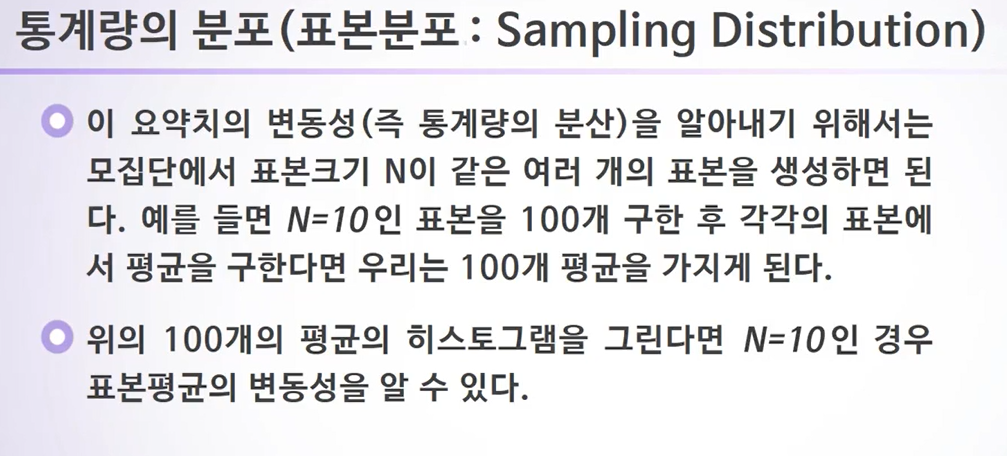 통계량의 분포(표본분포 : Sampling Distribution)
이 요약치의 변동성(즉 통계량의 분산)을 알아내기 위해서는
모집단에서 표본크기 N이 같은 여러 개의 표본을 생성하면 된
다. 예를 들면 N=10인 표본을 100개 구한 후 각각의 표본에
서 평균을 구한다면 우리는 100개 평균을 가지게 된다.
위의 100개의 평균의 히스토그램을 그린다면 N=10인 경우
표본평균의 변동성을 알 수 있다.